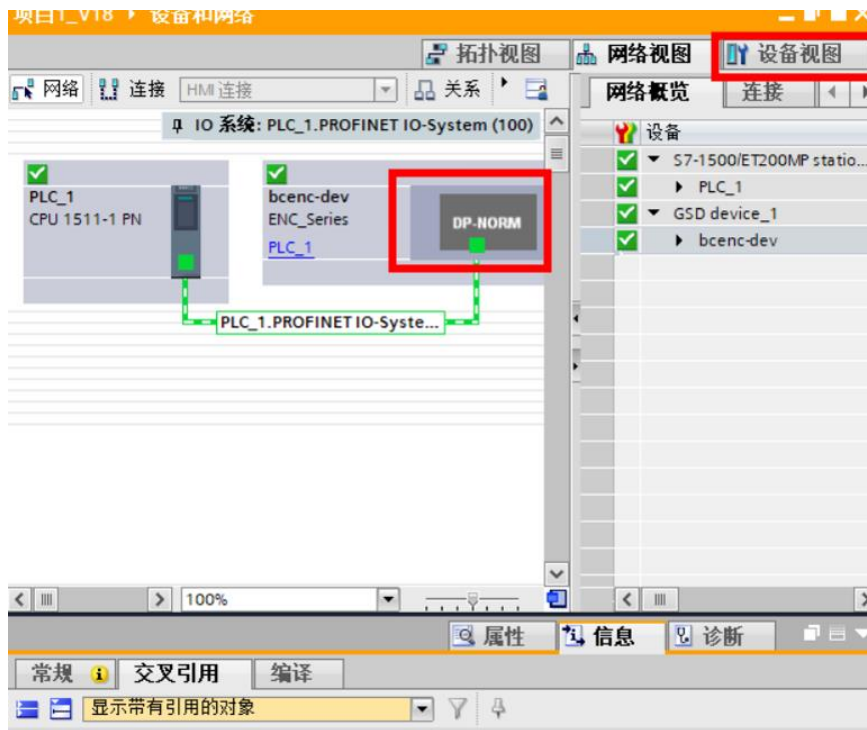 项目1_V18 ▸ 设备和网络
拓扑视图 网络视图 设备视图
网络 连接 HMI 连接 关系
网络概览 连接
IO 系统: PLC_1.PROFINET IO-System (100)
设备
S7-1500/ET200MP statio...
PLC_1
GSD device_1
bcenc-dev
PLC_1
CPU 1511-1 PN
bcenc-dev
ENC_Series
PLC_1
DP-NORM
PLC_1.PROFINET IO-Syste...
100%
属性 信息 诊断
常规 交叉引用 编译
显示带有引用的对象